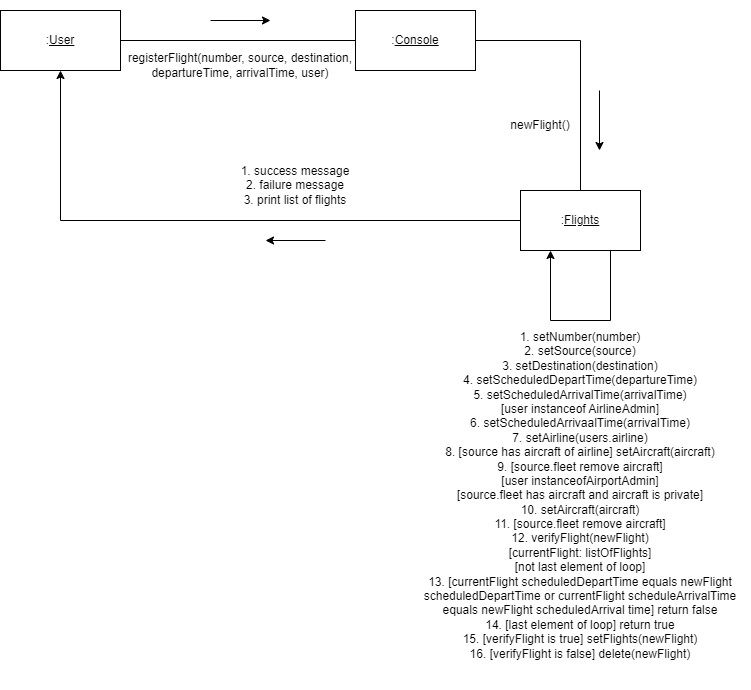 :User
:Console
registerFlight(number, source, destination,
departureTime, arrivalTime, user)
newFlight()
1. success message
2. failure message
3. print list of flights
:Flights
1. setNumber(number)
2. setSource(source)
3. setDestination(destination)
4. setScheduledDepartTime(departureTime)
5. setScheduledArrivalTime(arrivalTime)
[user instanceof AirlineAdmin]
6. setScheduledArrivaalTime(arrivalTime)
7. setAirline(users.airline)
8. [source has aircraft of airline] setAircraft(aircraft)
9. [source.fleet remove aircraft]
[user instanceofAirportAdmin]
[source.fleet has aircraft and aircraft is private]
10. setAircraft(aircraft)
11. [source.fleet remove aircraft]
12. verifyFlight(newFlight)
[currentFlight: listOfFlights]
[not last element of loop]
13. [currentFlight scheduledDepartTime equals newFlight
scheduledDepartTime or currentFlight scheduleArrivalTime
equals newFlight scheduledArrival time] return false
14. [last element of loop] return true
15. [verifyFlight is true] setFlights(newFlight)
16. [verifyFlight is false] delete(newFlight)